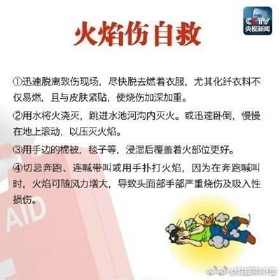 CCTV
央视新闻
火焰伤自救
①迅速脱离致伤现场，尽快脱去燃着衣服，尤其化纤衣料不
仅易燃，且与皮肤紧贴，使烧伤加深加重。
②用水将火浇灭，跳进水池河沟内灭火。或迅速卧倒，慢慢
在地上滚动，以压灭火焰。
③用手边的棉被，毯子等，浸湿后覆盖着火部位更好。
④切忌奔跑、连喊带叫或用手扑打火焰，因为在奔跑喊叫
时，火焰可随风力增大，导致头面部手部严重烧伤及吸入性
损伤。
AID